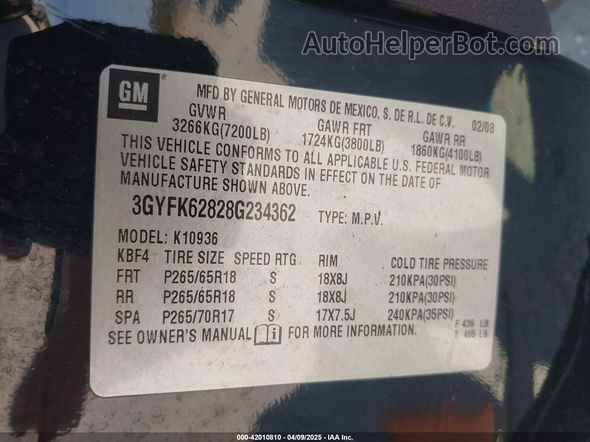 AutoHelperBot.com
GM ®
MFD BY GENERAL MOTORS DE MEXICO, S. DE R.L. DE C.V.
02/08
GVWR GAWR FRT GAWR RR
3266KG(7200LB) 1724KG(3800LB) 1860KG(4100LB)
THIS VEHICLE CONFORMS TO ALL APPLICABLE U.S. FEDERAL MOTOR
VEHICLE SAFETY STANDARDS IN EFFECT ON THE DATE OF
MANUFACTURE SHOWN ABOVE.
3GYFK62828G234362 TYPE: M.P.V.
MODEL: K10936
KBF4 TIRE SIZE SPEED RTG RIM COLD TIRE PRESSURE
FRT P265/65R18 S 18X8J 210KPA(30PSI)
RR P265/65R18 S 18X8J 210KPA(30PSI)
SPA P265/70R17 17X7.5J 240KPA(35PSI)
SEE OWNER'S MANUAL FOR MORE INFORMATION.
F 436 LB
T 465 LB
000-42010810 - 04/09/2025 - IAA Inc.